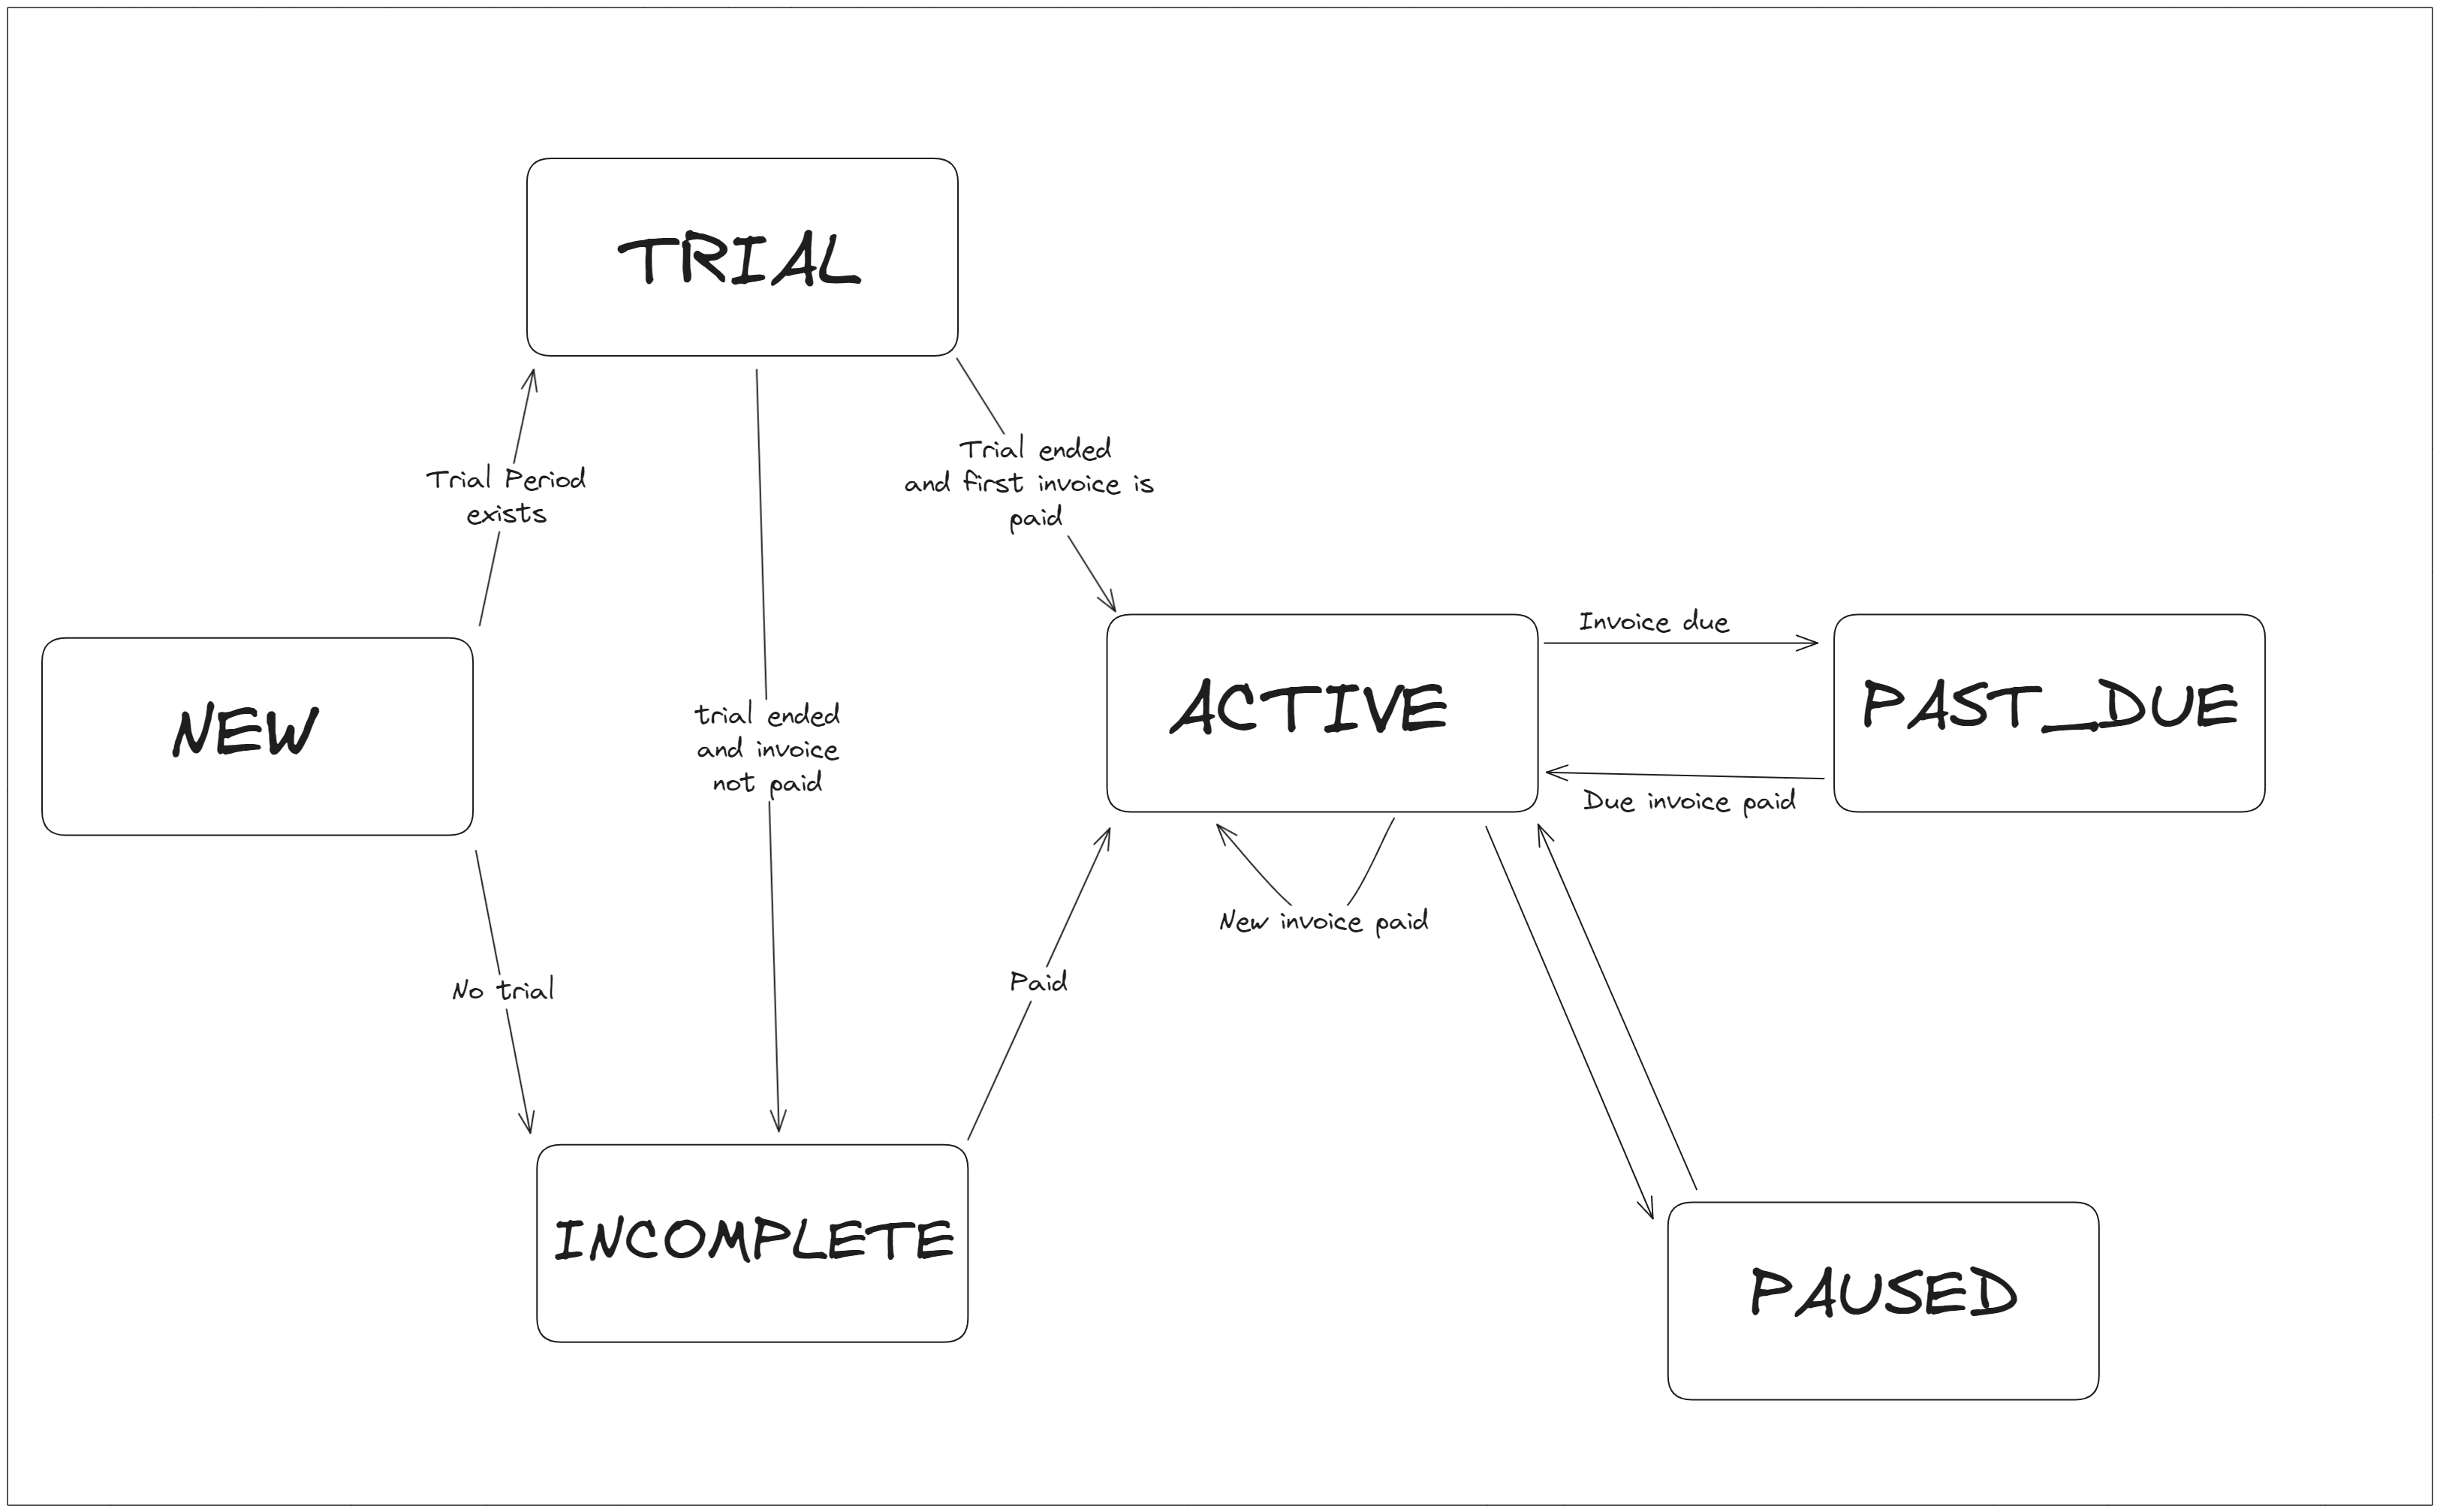 TRIAL
Trial Period
exists
Trial ended
and first invoice is
paid
NEW
trial ended
and invoice
not paid
ACTIVE
Invoice due
PAST_DUE
Due invoice paid
New invoice paid
No trial
Paid
INCOMPLETE
PAUSED